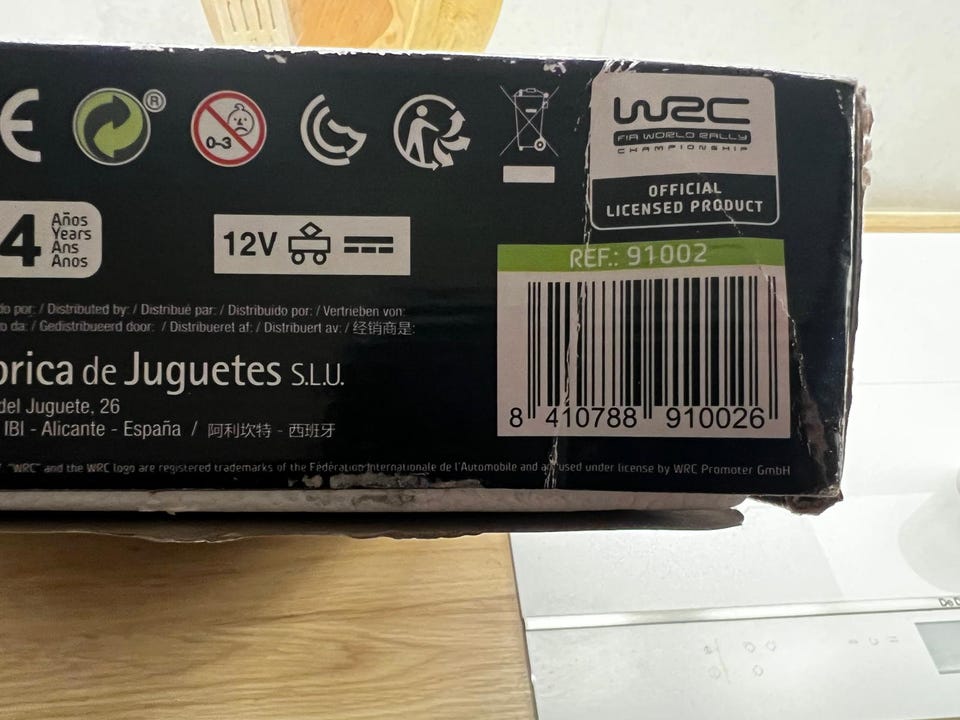 CE
®
0-3
WRC
FIA WORLD RALLY
CHAMPIONSHIP
OFFICIAL
LICENSED PRODUCT
4 Años
Years
Ans
Anos
12V
REF.: 91002
do por: / Distributed by: / Distribué par: / Distribuido por: / Vertrieben von:
o da: / Gedistribueerd door: / Distribueret af: / Distribuert av: / 经销商是:
brica de Juguetes S.L.U.
del Juguete, 26
IBI - Alicante - España / 阿利坎特 - 西班牙
8 410788 910026
"WRC" and the WRC logo are registered trademarks of the Fédération Internationale de l'Automobile and are used under license by WRC Promoter GmbH